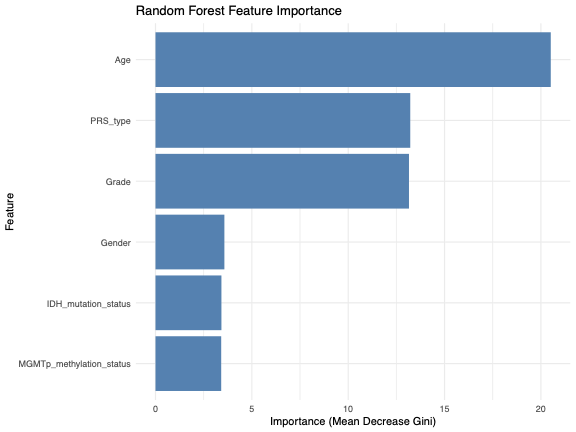 Random Forest Feature Importance
Feature
Age
PRS_type
Grade
Gender
IDH_mutation_status
MGMTp_methylation_status
0 5 10 15 20
Importance (Mean Decrease Gini)